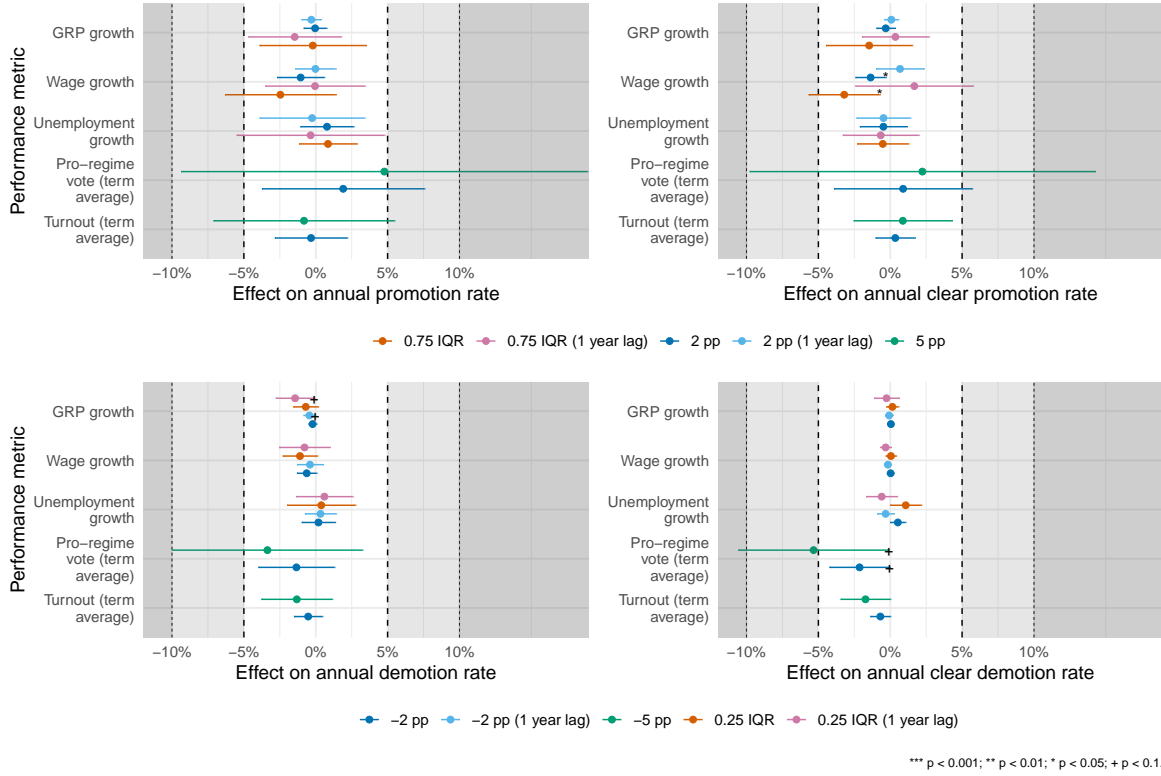 Performance metric
GRP growth
Wage growth
Unemployment
growth
Pro−regime
vote (term
average)
Turnout (term
average)
−10% −5% 0% 5% 10%
Effect on annual promotion rate
GRP growth
Wage growth
*
*
Unemployment
growth
Pro−regime
vote (term
average)
Turnout (term
average)
−10% −5% 0% 5% 10%
Effect on annual clear promotion rate
0.75 IQR 0.75 IQR (1 year lag) 2 pp 2 pp (1 year lag) 5 pp
Performance metric
GRP growth
+
+
Wage growth
Unemployment
growth
Pro−regime
vote (term
average)
Turnout (term
average)
−10% −5% 0% 5% 10%
Effect on annual demotion rate
Performance metric
GRP growth
Wage growth
Unemployment
growth
Pro−regime
vote (term
average)
+
+
Turnout (term
average)
−10% −5% 0% 5% 10%
Effect on annual clear demotion rate
−2 pp −2 pp (1 year lag) −5 pp 0.25 IQR 0.25 IQR (1 year lag)
*** p < 0.001; ** p < 0.01; * p < 0.05; + p < 0.1.